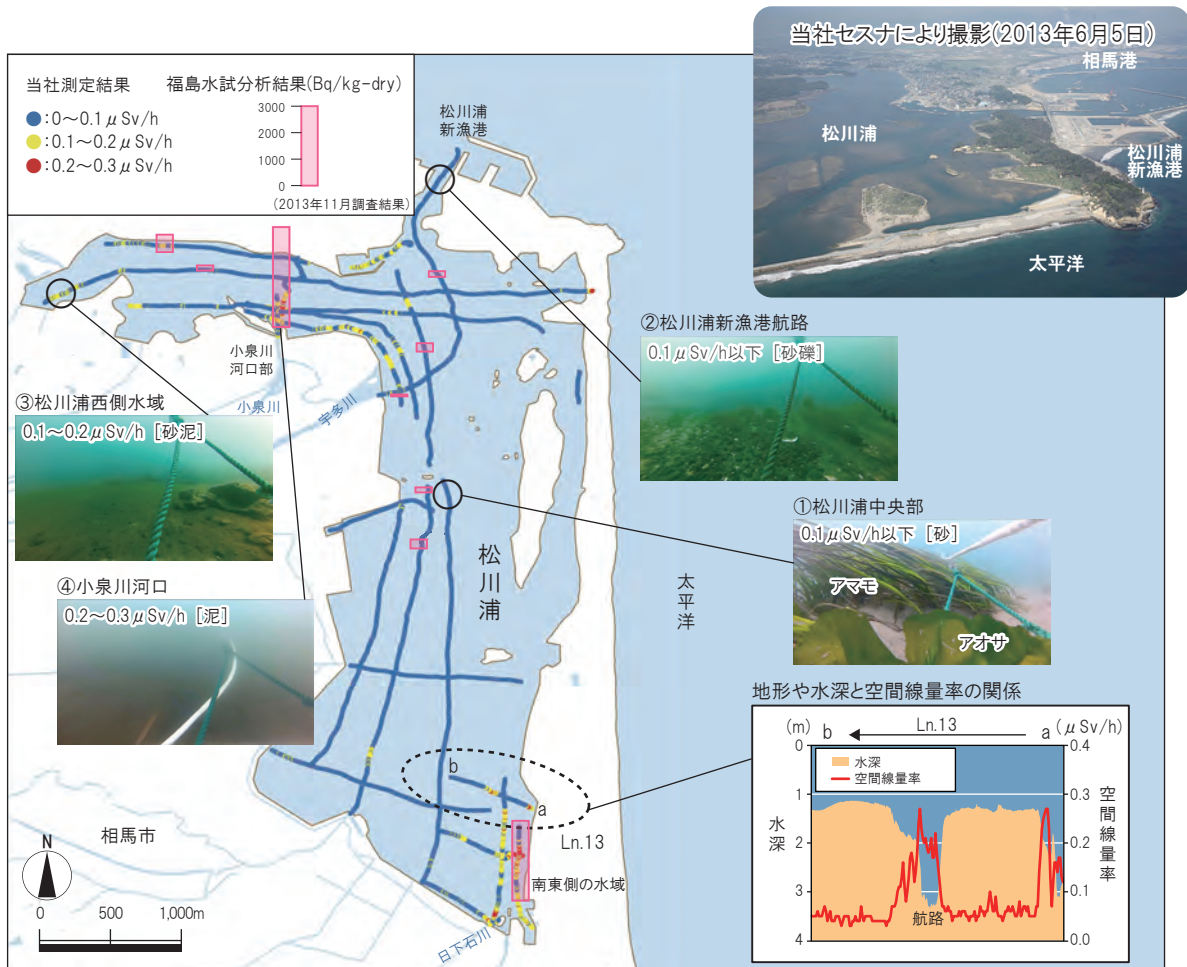 当社セスナにより撮影(2013年6月5日)
相馬港
松川浦
松川浦
新漁港
太平洋
当社測定結果
:0～0.1μSv/h
:0.1～0.2μSv/h
:0.2～0.3μSv/h
福島水試分析結果(Bq/kg-dry)
3000
2000
1000
0
(2013年11月調査結果)
松川浦
新漁港
小泉川
河口部
小泉川
宇多川
②松川浦新漁港航路
0.1μSv/h以下 [砂礫]
③松川浦西側水域
0.1～0.2μSv/h [砂泥]
①松川浦中央部
0.1μSv/h以下 [砂]
アマモ
アオサ
④小泉川河口
0.2～0.3μSv/h [泥]
松川浦
太平洋
b
a
Ln.13
南東側の水域
日下石川
相馬市
N
0 500 1,000m
地形や水深と空間線量率の関係
(m) b Ln.13 a (μSv/h)
水深
空間線量率
0
1
2
3
4
水深
0.4
0.3
0.2
0.1
0.0
空間線量率
航路